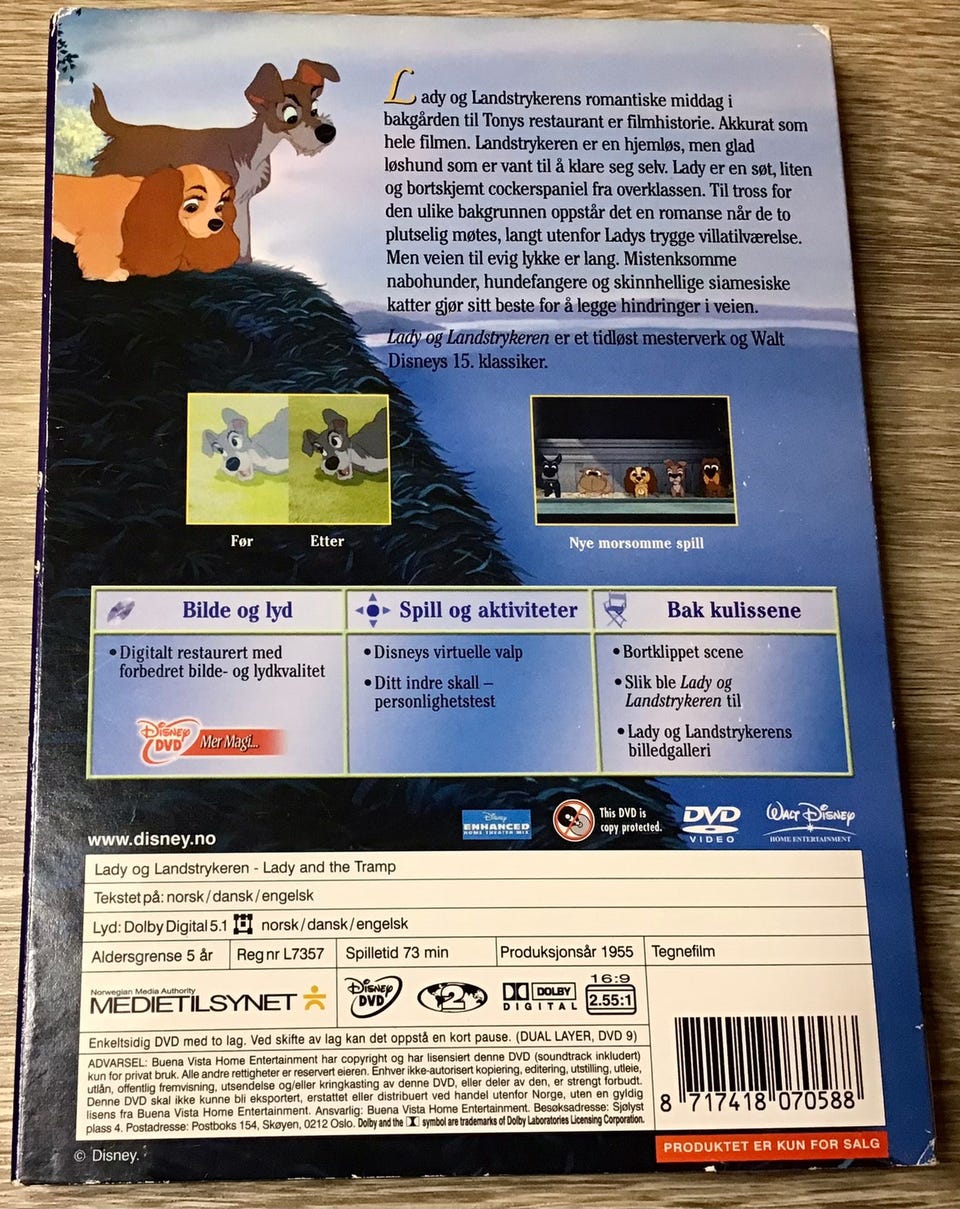 Lady og Landstrykerens romantiske middag i
bakgården til Tonys restaurant er filmhistorie. Akkurat som
hele filmen. Landstrykeren er en hjemløs, men glad
løshund som er vant til å klare seg selv. Lady er en søt, liten
og bortskjemt cockerspaniel fra overklassen. Til tross for
den ulike bakgrunnen oppstår det en romanse når de to
plutselig møtes, langt utenfor Ladys trygge villatilværelse.
Men veien til evig lykke er lang. Mistenksomme
nabohunder, hundefangere og skinnhellige siamesiske
katter gjør sitt beste for å legge hindringer i veien.
Lady og Landstrykeren er et tidløst mesterverk og Walt
Disneys 15. klassiker.
Før Etter
Nye morsomme spill
Bilde og lyd
• Digitalt restaurert med
forbedret bilde- og lydkvalitet
Disney DVD Mer Magi...
Spill og aktiviteter
• Disneys virtuelle valp
• Ditt indre skall –
personlighetstest
Bak kulissene
• Bortklippet scene
• Slik ble Lady og
Landstrykeren til
• Lady og Landstrykerens
billedgalleri
www.disney.no
Disney
ENHANCED
HOME THEATER MIX
This DVD is
copy protected.
DVD
VIDEO
WALT DISNEY
HOME ENTERTAINMENT
Lady og Landstrykeren - Lady and the Tramp
Tekstet på: norsk/dansk/engelsk
Lyd: Dolby Digital 5.1 norsk/dansk/engelsk
Aldersgrense 5 år Reg nr L7357 Spilletid 73 min Produksjonsår 1955 Tegnefilm
Norwegian Media Authority
MEDIETILSYNET
Disney DVD
2
DOLBY
DIGITAL
16:9
2.55:1
Enkeltsidig DVD med to lag. Ved skifte av lag kan det oppstå en kort pause. (DUAL LAYER, DVD 9)
ADVARSEL: Buena Vista Home Entertainment har copyright og har lisensiert denne DVD (soundtrack inkludert)
kun for privat bruk. Alle andre rettigheter er reservert eieren. Enhver ikke-autorisert kopiering, editering, utstilling, utleie,
utlån, offentlig fremvisning, utsendelse og/eller kringkasting av denne DVD, eller deler av den, er strengt forbudt.
Denne DVD skal ikke kunne bli eksportert, erstattet eller distribuert ved handel utenfor Norge, uten en gyldig
lisens fra Buena Vista Home Entertainment. Ansvarlig: Buena Vista Home Entertainment. Besøksadresse: Sjølyst
plass 4. Postadresse: Postboks 154, Skøyen, 0212 Oslo. Dolby and the symbol are trademarks of Dolby Laboratories Licensing Corporation.
8 717418 070588
PRODUKTET ER KUN FOR SALG
© Disney.